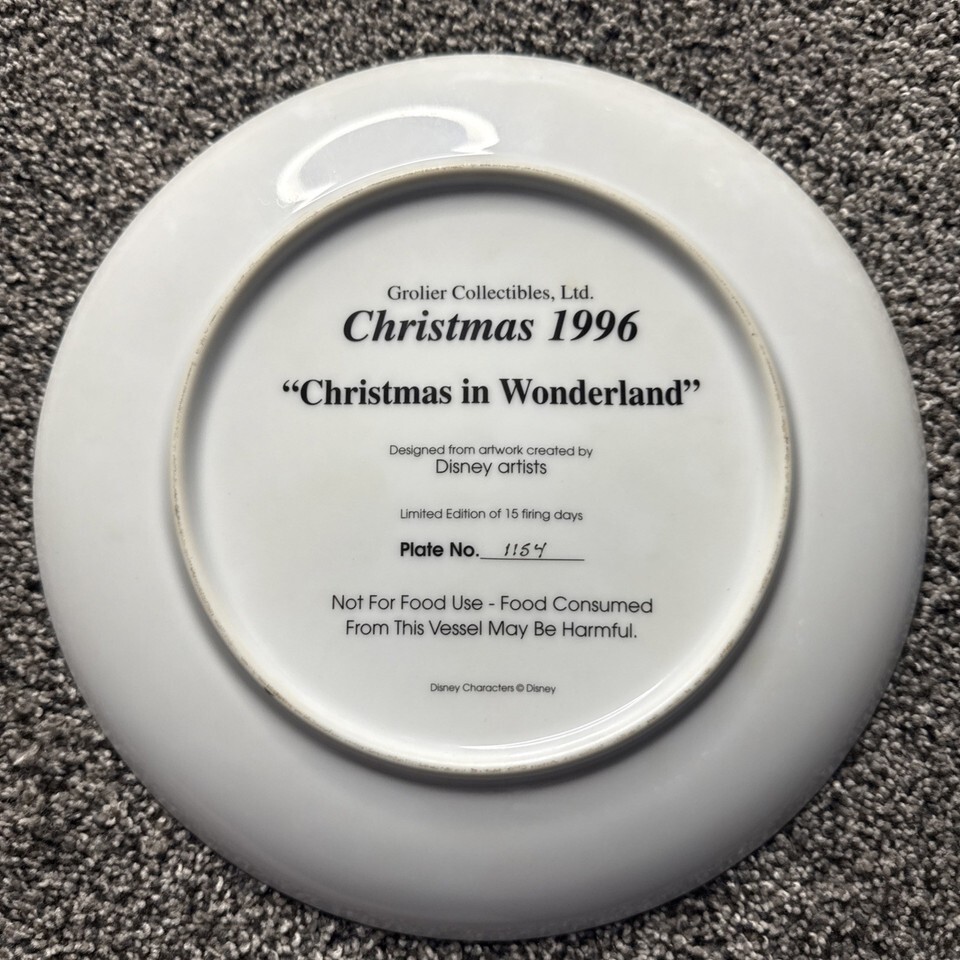 Grolier Collectibles, Ltd.
Christmas 1996
“Christmas in Wonderland”
Designed from artwork created by
Disney artists
Limited Edition of 15 firing days
Plate No. 1154
Not For Food Use - Food Consumed
From This Vessel May Be Harmful.
Disney Characters © Disney